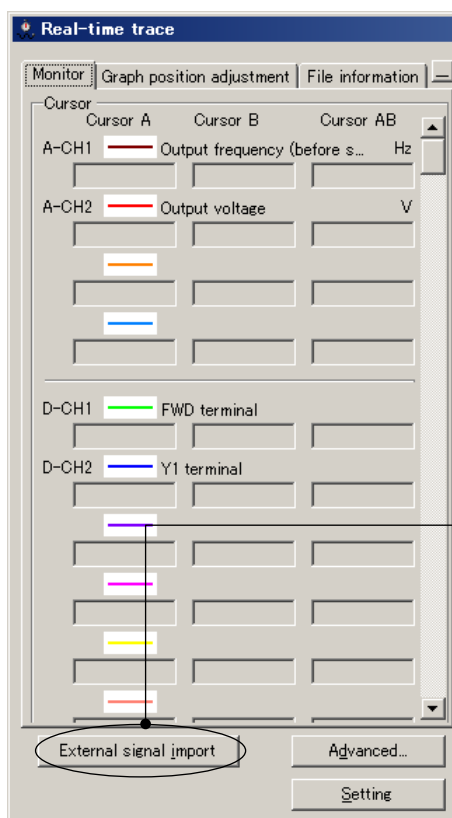 Real-time trace
Monitor Graph position adjustment File information
Cursor
Cursor A Cursor B Cursor AB
A-CH1 Output frequency (before s... Hz
A-CH2 Output voltage V
D-CH1 FWD terminal
D-CH2 Y1 terminal
External signal import Advanced...
Setting